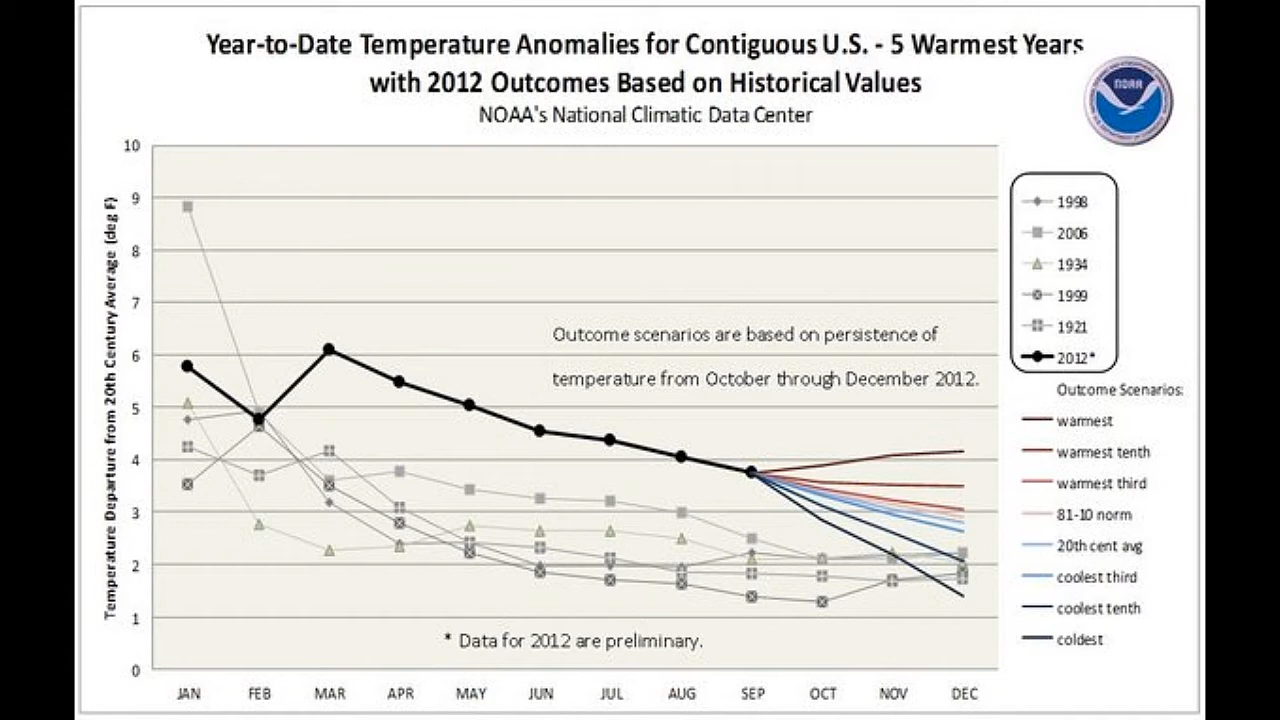 Year-to-Date Temperature Anomalies for Contiguous U.S. - 5 Warmest Years
with 2012 Outcomes Based on Historical Values
NOAA's National Climatic Data Center
NOAA
Temperature Departure from 20th Century Average (deg F)
10
9
8
7
6
5
4
3
2
1
0
Outcome scenarios are based on persistence of
temperature from October through December 2012.
* Data for 2012 are preliminary.
JAN FEB MAR APR MAY JUN JUL AUG SEP OCT NOV DEC
1998
2006
1934
1999
1921
2012*
Outcome Scenarios:
warmest
warmest tenth
warmest third
81-10 norm
20th cent avg
coolest third
coolest tenth
coldest